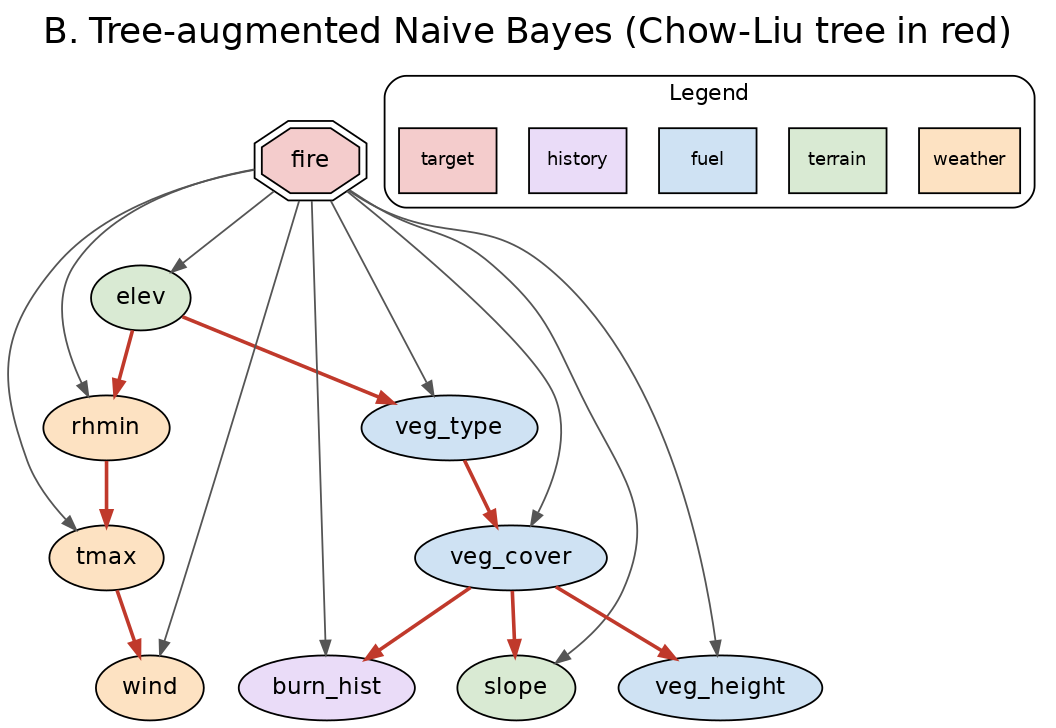 B. Tree-augmented Naive Bayes (Chow-Liu tree in red)
Legend
target
history
fuel
terrain
weather
fire
elev
rhmin
veg_type
tmax
veg_cover
wind
burn_hist
slope
veg_height